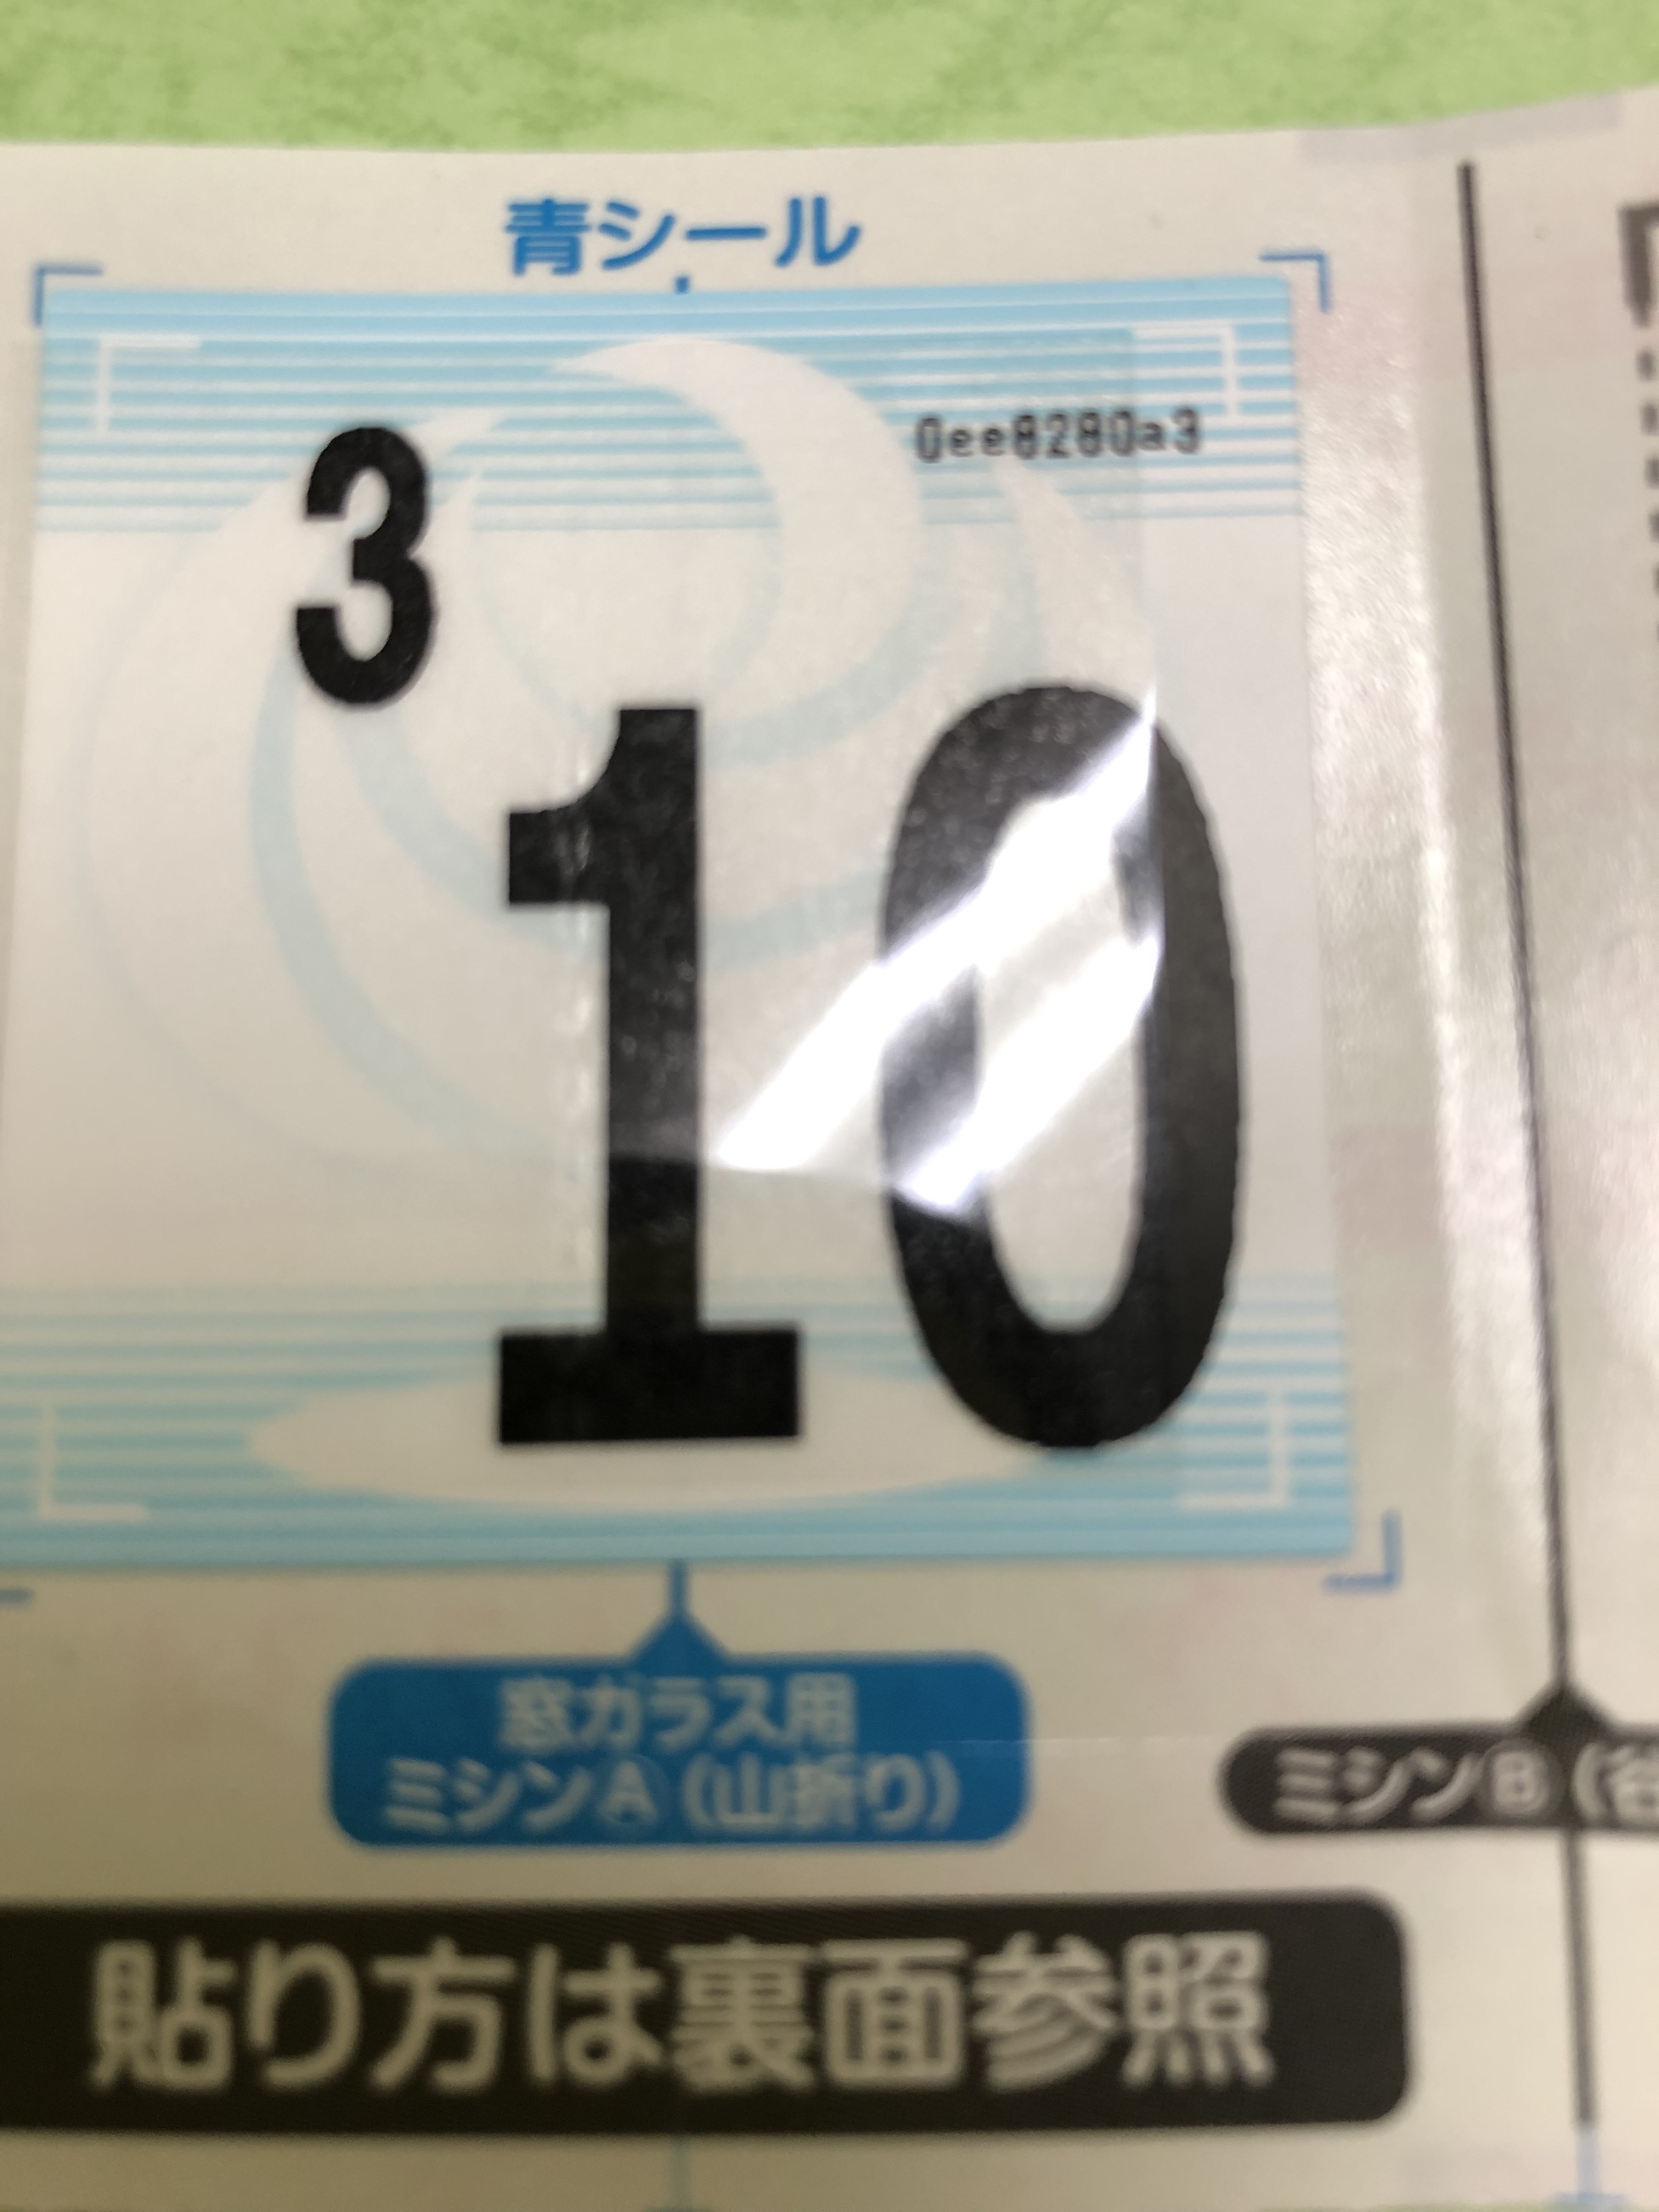 青シール
3
0ee8280a3
10
窓ガラス用
ミシンⒶ（山折り）
ミシンⒷ（谷
貼り方は裏面参照